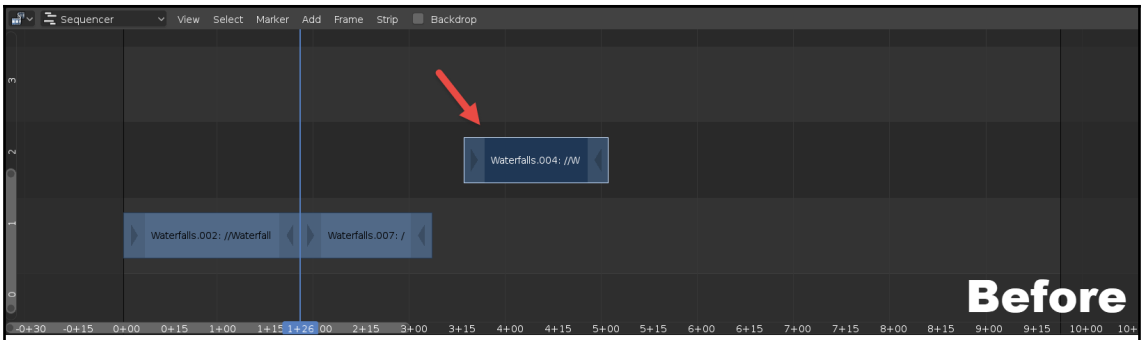 Sequencer View Select Marker Add Frame Strip Backdrop
3
2
Waterfalls.004: //W
1
Waterfalls.002: //Waterfall Waterfalls.007: /
0
Before
-0+30 -0+15 0+00 0+15 1+00 1+15 1+26 00 2+15 3+00 3+15 4+00 4+15 5+00 5+15 6+00 6+15 7+00 7+15 8+00 8+15 9+00 9+15 10+00 10+